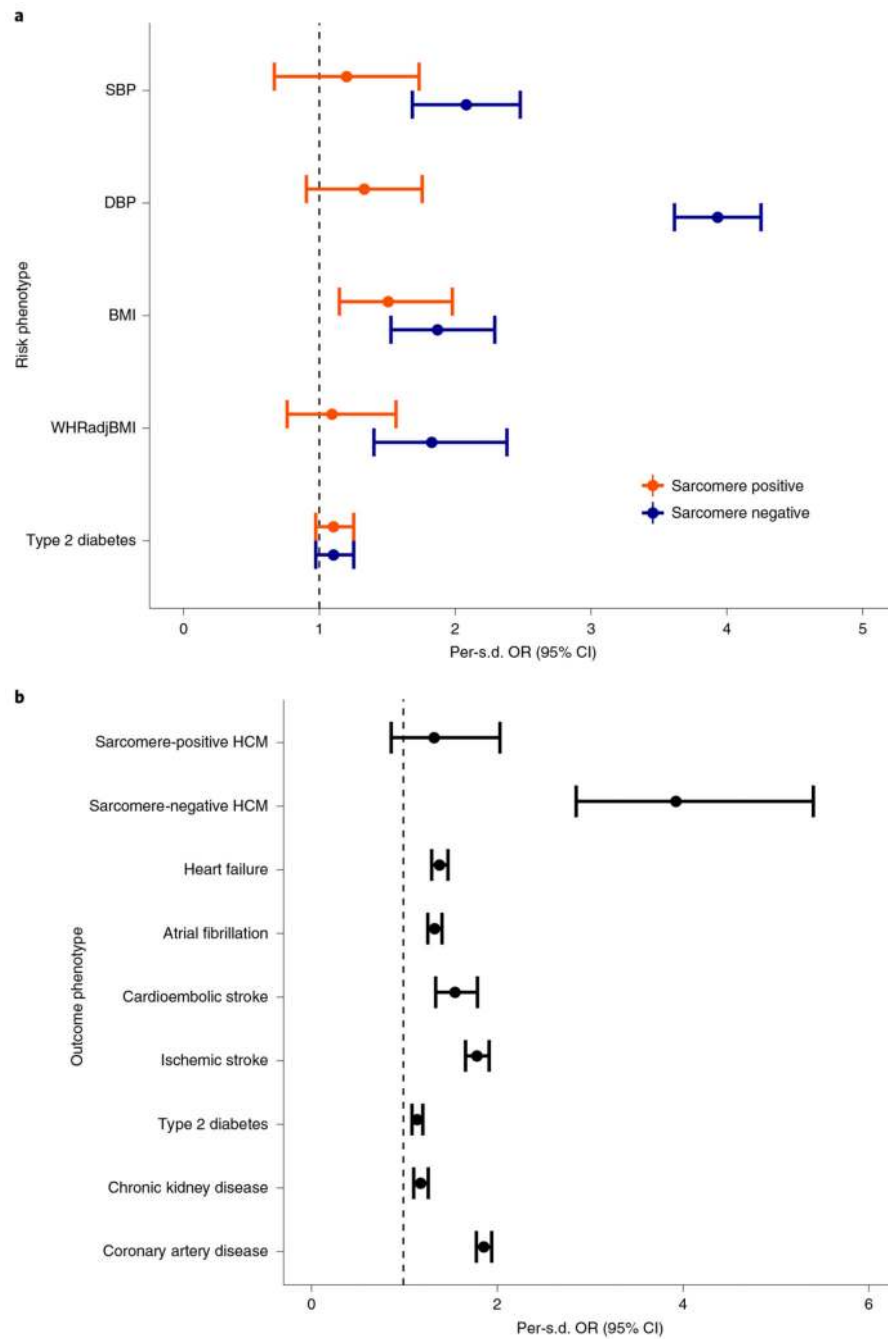 a
SBP
DBP
BMI
WHRadjBMI
Type 2 diabetes
Risk phenotype
Sarcomere positive
Sarcomere negative
0 1 2 3 4 5
Per-s.d. OR (95% CI)
b
Sarcomere-positive HCM
Sarcomere-negative HCM
Heart failure
Atrial fibrillation
Cardioembolic stroke
Ischemic stroke
Type 2 diabetes
Chronic kidney disease
Coronary artery disease
Outcome phenotype
0 2 4 6
Per-s.d. OR (95% CI)